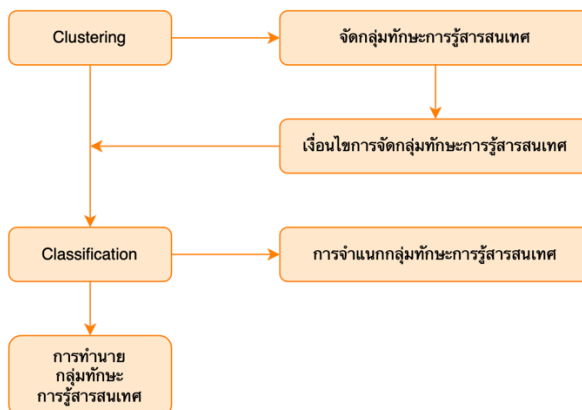 Clustering
จัดกลุ่มทักษะการรู้สารสนเทศ
เงื่อนไขการจัดกลุ่มทักษะการรู้สารสนเทศ
Classification
การจำแนกกลุ่มทักษะการรู้สารสนเทศ
การทำนาย
กลุ่มทักษะ
การรู้สารสนเทศ